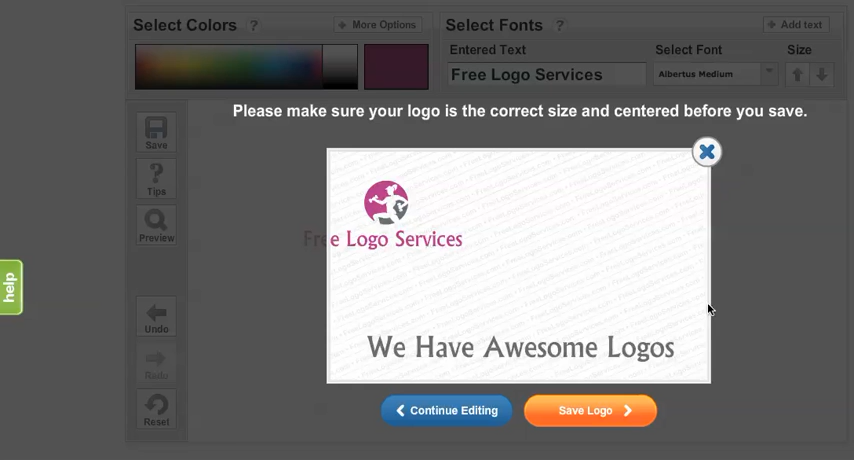 Select Colors ? + More Options
Select Fonts ? + Add text
Entered Text Select Font Size
Free Logo Services Albertus Medium
Please make sure your logo is the correct size and centered before you save.
Save
?
Tips
Preview
help
Undo
Redo
Reset
Free Logo Services
We Have Awesome Logos
Continue Editing
Save Logo